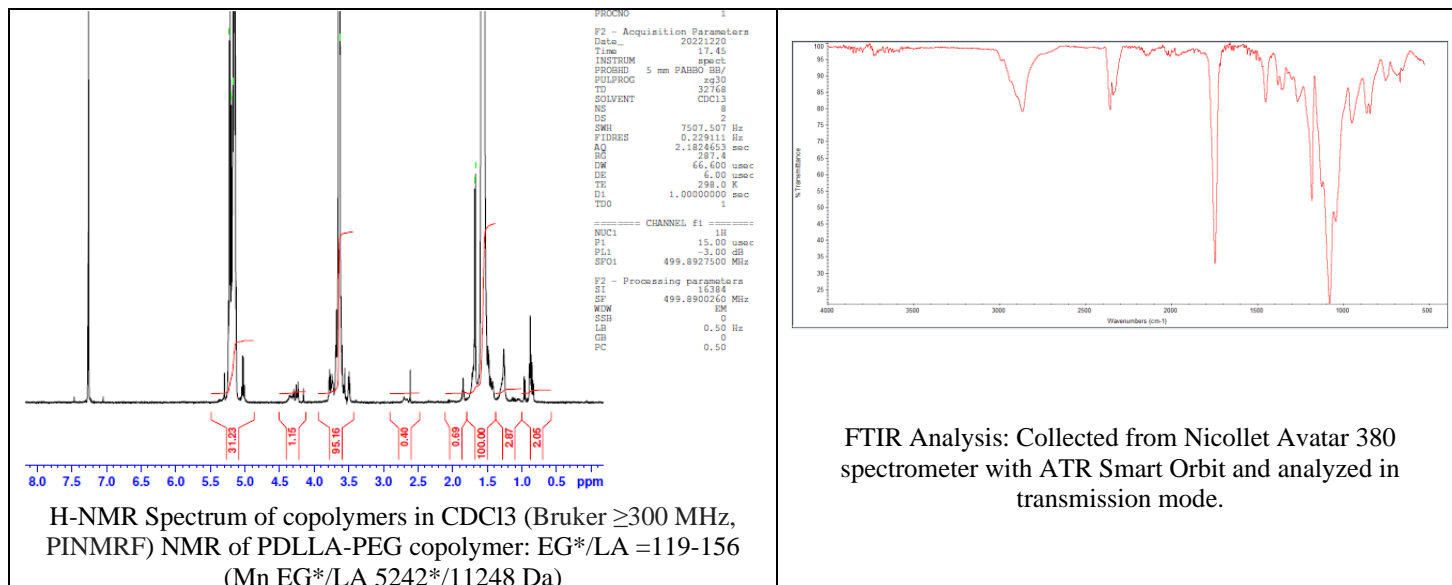 PROCNO 1
F2 - Acquisition Parameters
Date_ 20221220
Time 17.45
INSTRUM spect
PROBHD 5 mm PABBO BB/
PULPROG zg30
TD 32768
SOLVENT CDCl3
NS 8
DS 2
SWH 7507.507 Hz
FIDRES 0.229111 Hz
AQ 2.1824653 sec
RG 287.4
DW 66.600 usec
DE 6.00 usec
TE 298.0 K
D1 1.00000000 sec
TD0 1
======== CHANNEL f1 ========
NUC1 1H
P1 15.00 usec
PL1 -3.00 dB
SFO1 499.8927500 MHz
F2 - Processing parameters
SI 16384
SF 499.8900260 MHz
WDW EM
SSB 0
LB 0.50 Hz
GB 0
PC 0.50
31.23 1.15 95.16 0.40 0.69 100.00 2.87 2.05
8.0 7.5 7.0 6.5 6.0 5.5 5.0 4.5 4.0 3.5 3.0 2.5 2.0 1.5 1.0 0.5 ppm
H-NMR Spectrum of copolymers in CDCl3 (Bruker ≥300 MHz,
PINMRF) NMR of PDLLA-PEG copolymer: EG*/LA =119-156
(Mn EG*/LA 5242*/11248 Da)
100
95
90
85
80
75
70
65
60
55
50
45
40
35
30
25
% Transmittance
4000 3500 3000 2500 2000 1500 1000 500
Wavenumbers (cm-1)
FTIR Analysis: Collected from Nicollet Avatar 380
spectrometer with ATR Smart Orbit and analyzed in
transmission mode.